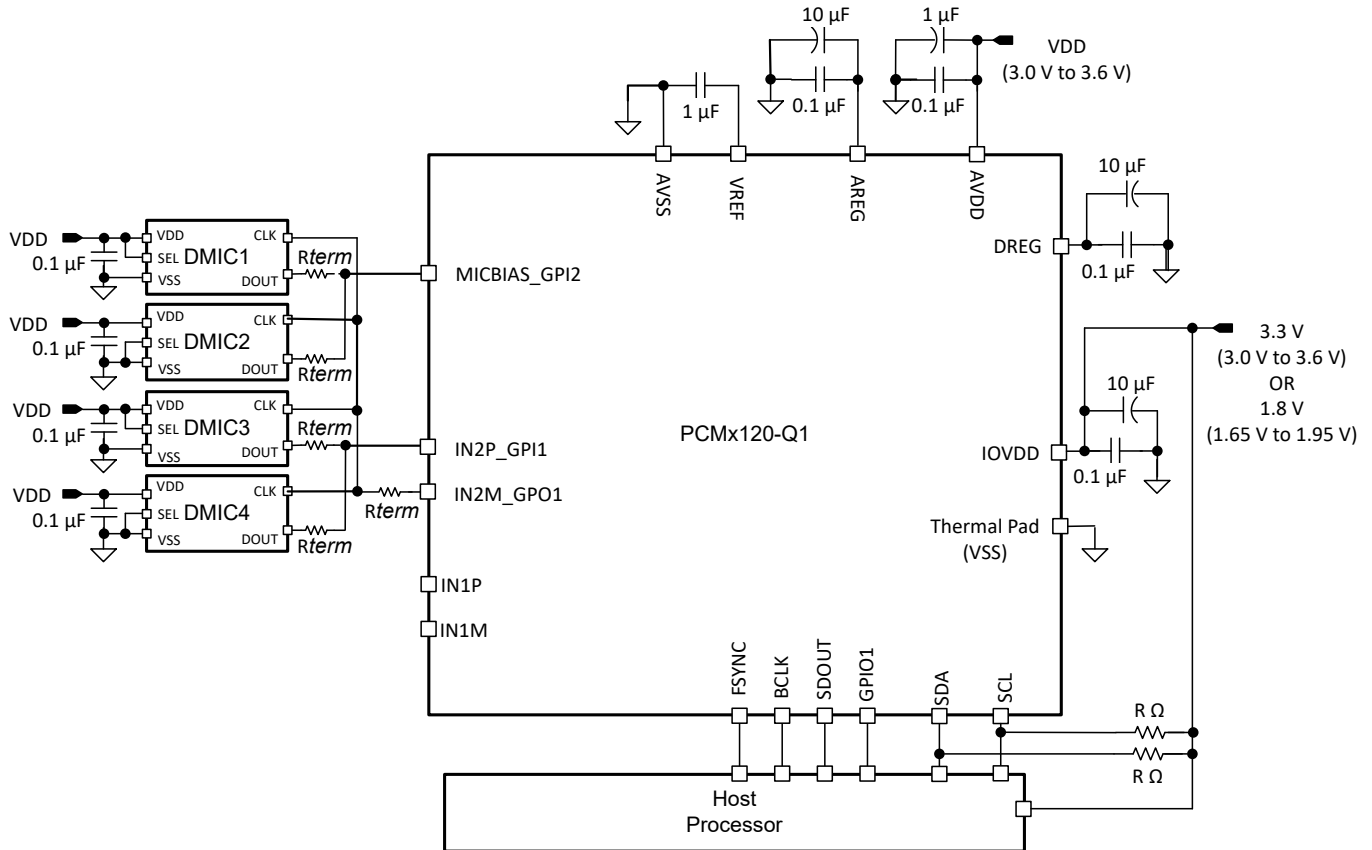 10 µF
1 µF
VDD
(3.0 V to 3.6 V)
1 µF
0.1 µF
0.1 µF
AVSS
VREF
AREG
AVDD
10 µF
DREG
0.1 µF
VDD
0.1 µF
VDD
SEL
VSS
DMIC1
CLK
DOUT
Rterm
MICBIAS_GPI2
VDD
0.1 µF
VDD
SEL
VSS
DMIC2
CLK
DOUT
Rterm
VDD
0.1 µF
VDD
SEL
VSS
DMIC3
CLK
DOUT
Rterm
IN2P_GPI1
VDD
0.1 µF
VDD
SEL
VSS
DMIC4
CLK
DOUT
Rterm
Rterm
IN2M_GPO1
IN1P
IN1M
PCMx120-Q1
3.3 V
(3.0 V to 3.6 V)
OR
1.8 V
(1.65 V to 1.95 V)
10 µF
IOVDD
0.1 µF
Thermal Pad
(VSS)
FSYNC
BCLK
SDOUT
GPIO1
SDA
SCL
R Ω
R Ω
Host
Processor